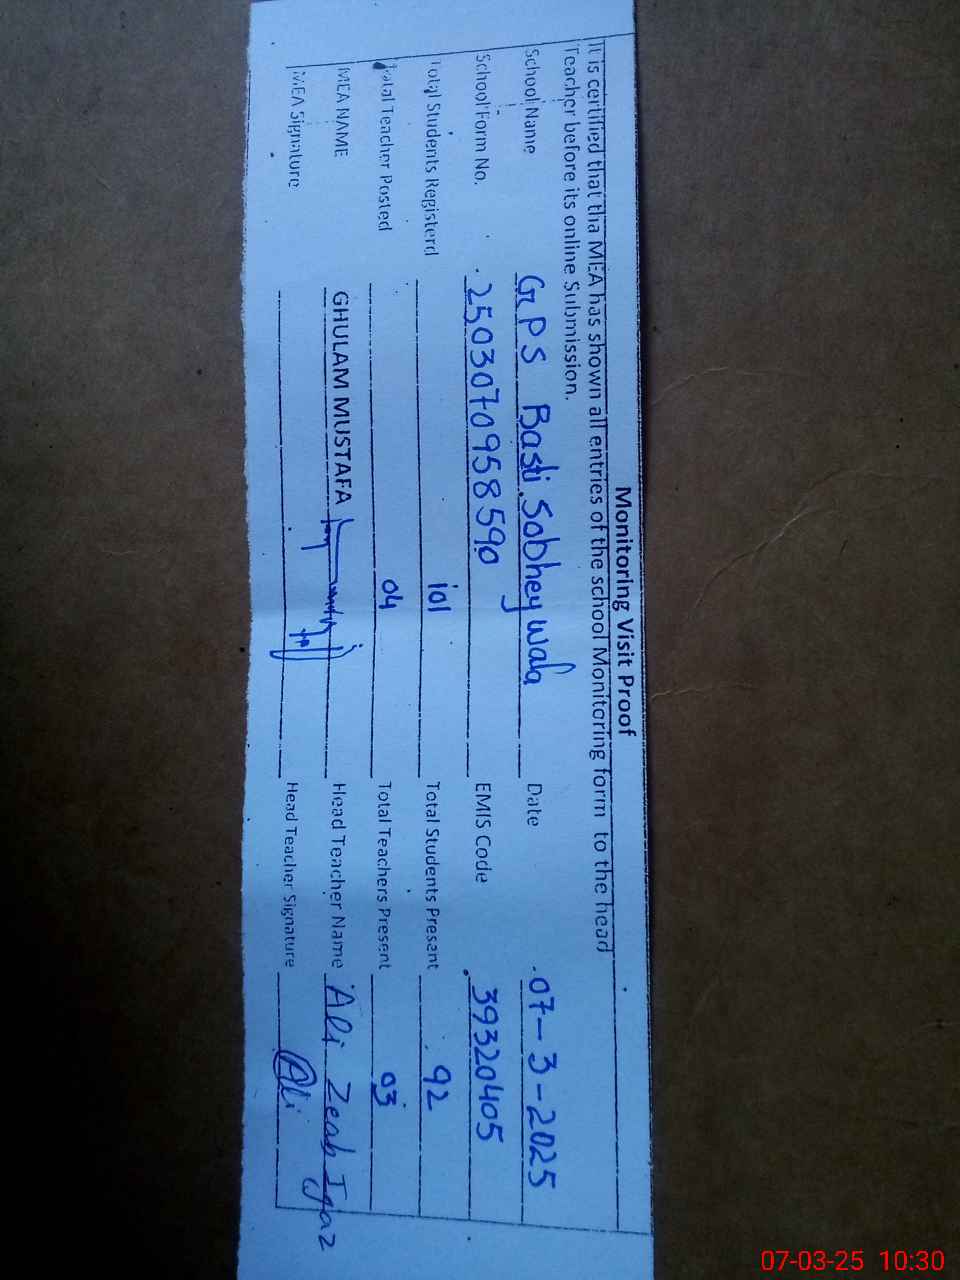 Monitoring Visit Proof
It is certified that tha MEA has shown all entries of the school Monitoring form to the head
Teacher before its online Submission.
School Name GPS Basti Sobhey wala Date 07-3-2025
School Form No. 250307095859.0 EMIS Code 39320405
Total Students Registerd 101 Total Students Present 92
Total Teacher Posted 04 Total Teachers Present 03
MEA NAME GHULAM MUSTAFA Head Teacher Name Ali Zeab Ijaz
MEA Signature Head Teacher Signature Ali
07-03-25 10:30